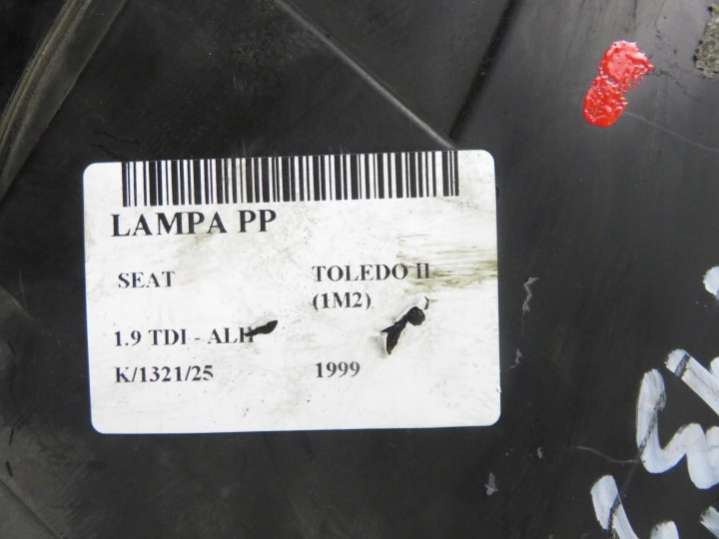 LAMPA PP
SEAT TOLEDO II
(1M2)
1.9 TDI - ALH
K/1321/25 1999